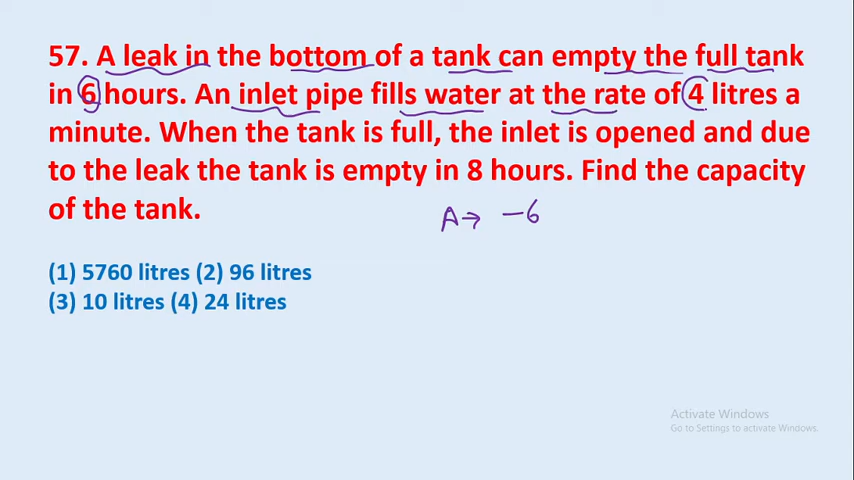 57. A leak in the bottom of a tank can empty the full tank
in 6 hours. An inlet pipe fills water at the rate of 4 litres a
minute. When the tank is full, the inlet is opened and due
to the leak the tank is empty in 8 hours. Find the capacity
of the tank.
A→ -6
(1) 5760 litres (2) 96 litres
(3) 10 litres (4) 24 litres
Activate Windows
Go to Settings to activate Windows.